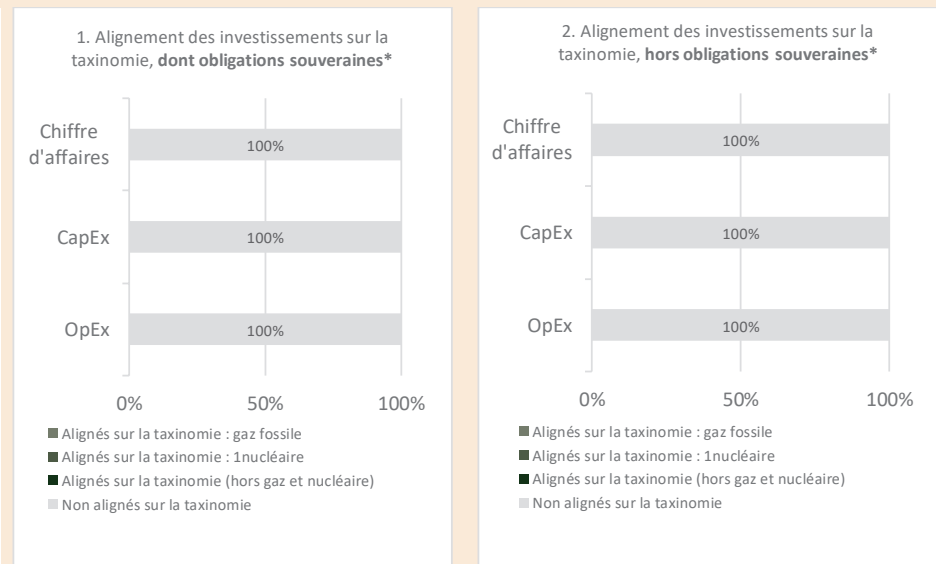 1. Alignement des investissements sur la
taxinomie, dont obligations souveraines*
Chiffre
d'affaires
100%
CapEx
100%
OpEx
100%
0%
50%
100%
Alignés sur la taxinomie : gaz fossile
Alignés sur la taxinomie : 1nucléaire
Alignés sur la taxinomie (hors gaz et nucléaire)
Non alignés sur la taxinomie
2. Alignement des investissements sur la
taxinomie, hors obligations souveraines*
Chiffre
d'affaires
100%
CapEx
100%
OpEx
100%
0%
50%
100%
Alignés sur la taxinomie : gaz fossile
Alignés sur la taxinomie : 1nucléaire
Alignés sur la taxinomie (hors gaz et nucléaire)
Non alignés sur la taxinomie